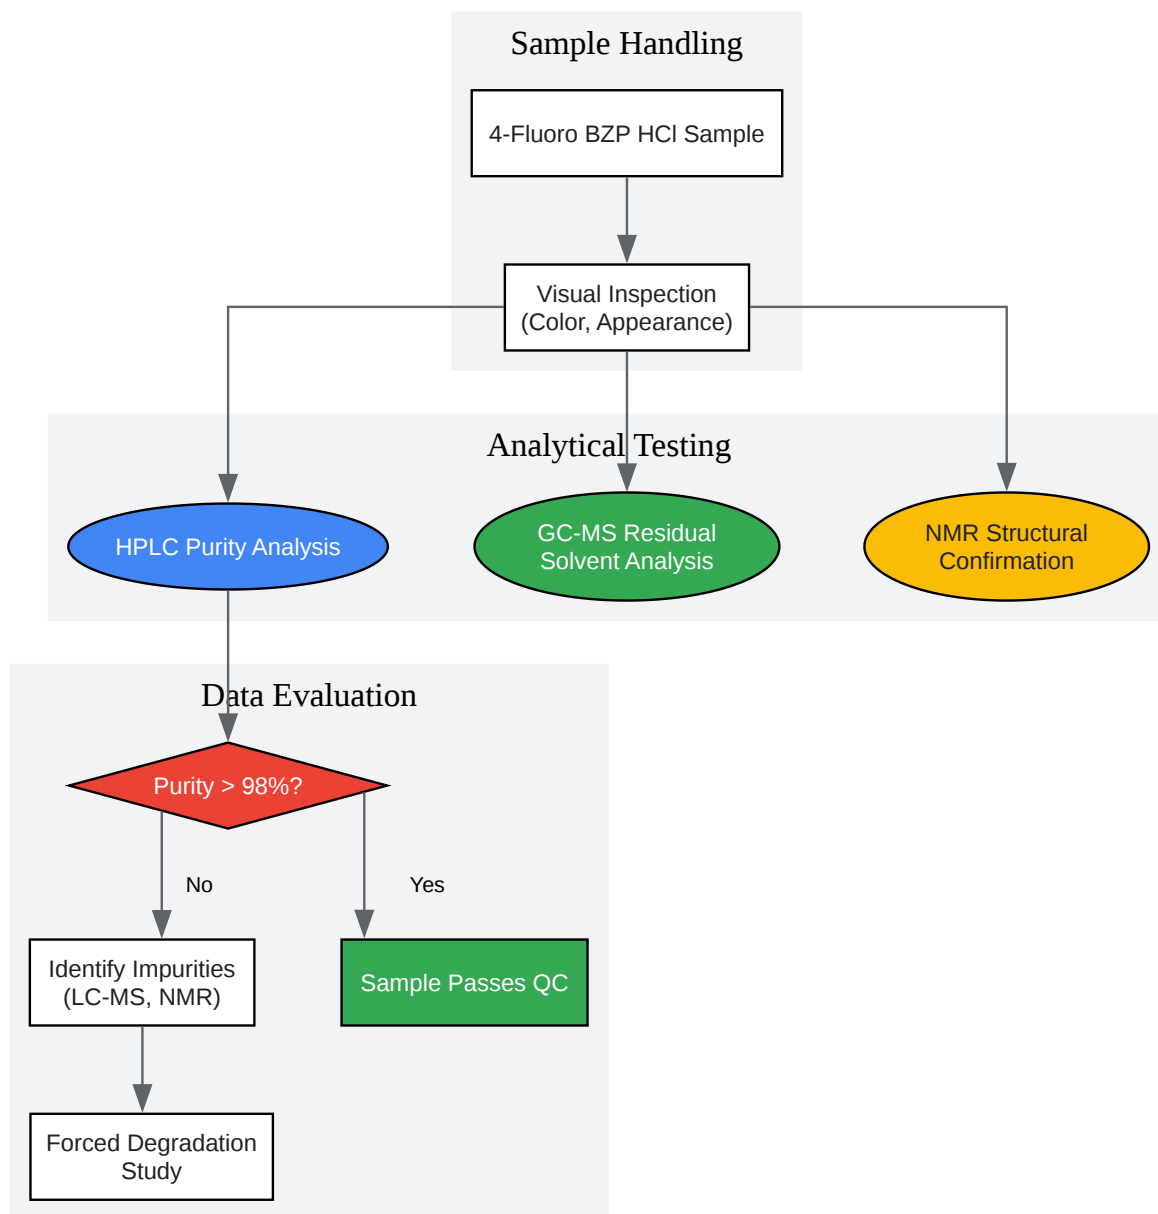 Sample Handling
4-Fluoro BZP HCl Sample
Visual Inspection
(Color, Appearance)
Analytical Testing
HPLC Purity Analysis
GC-MS Residual
Solvent Analysis
NMR Structural
Confirmation
Data Evaluation
Purity > 98%?
No
Yes
Identify Impurities
(LC-MS, NMR)
Sample Passes QC
Forced Degradation
Study